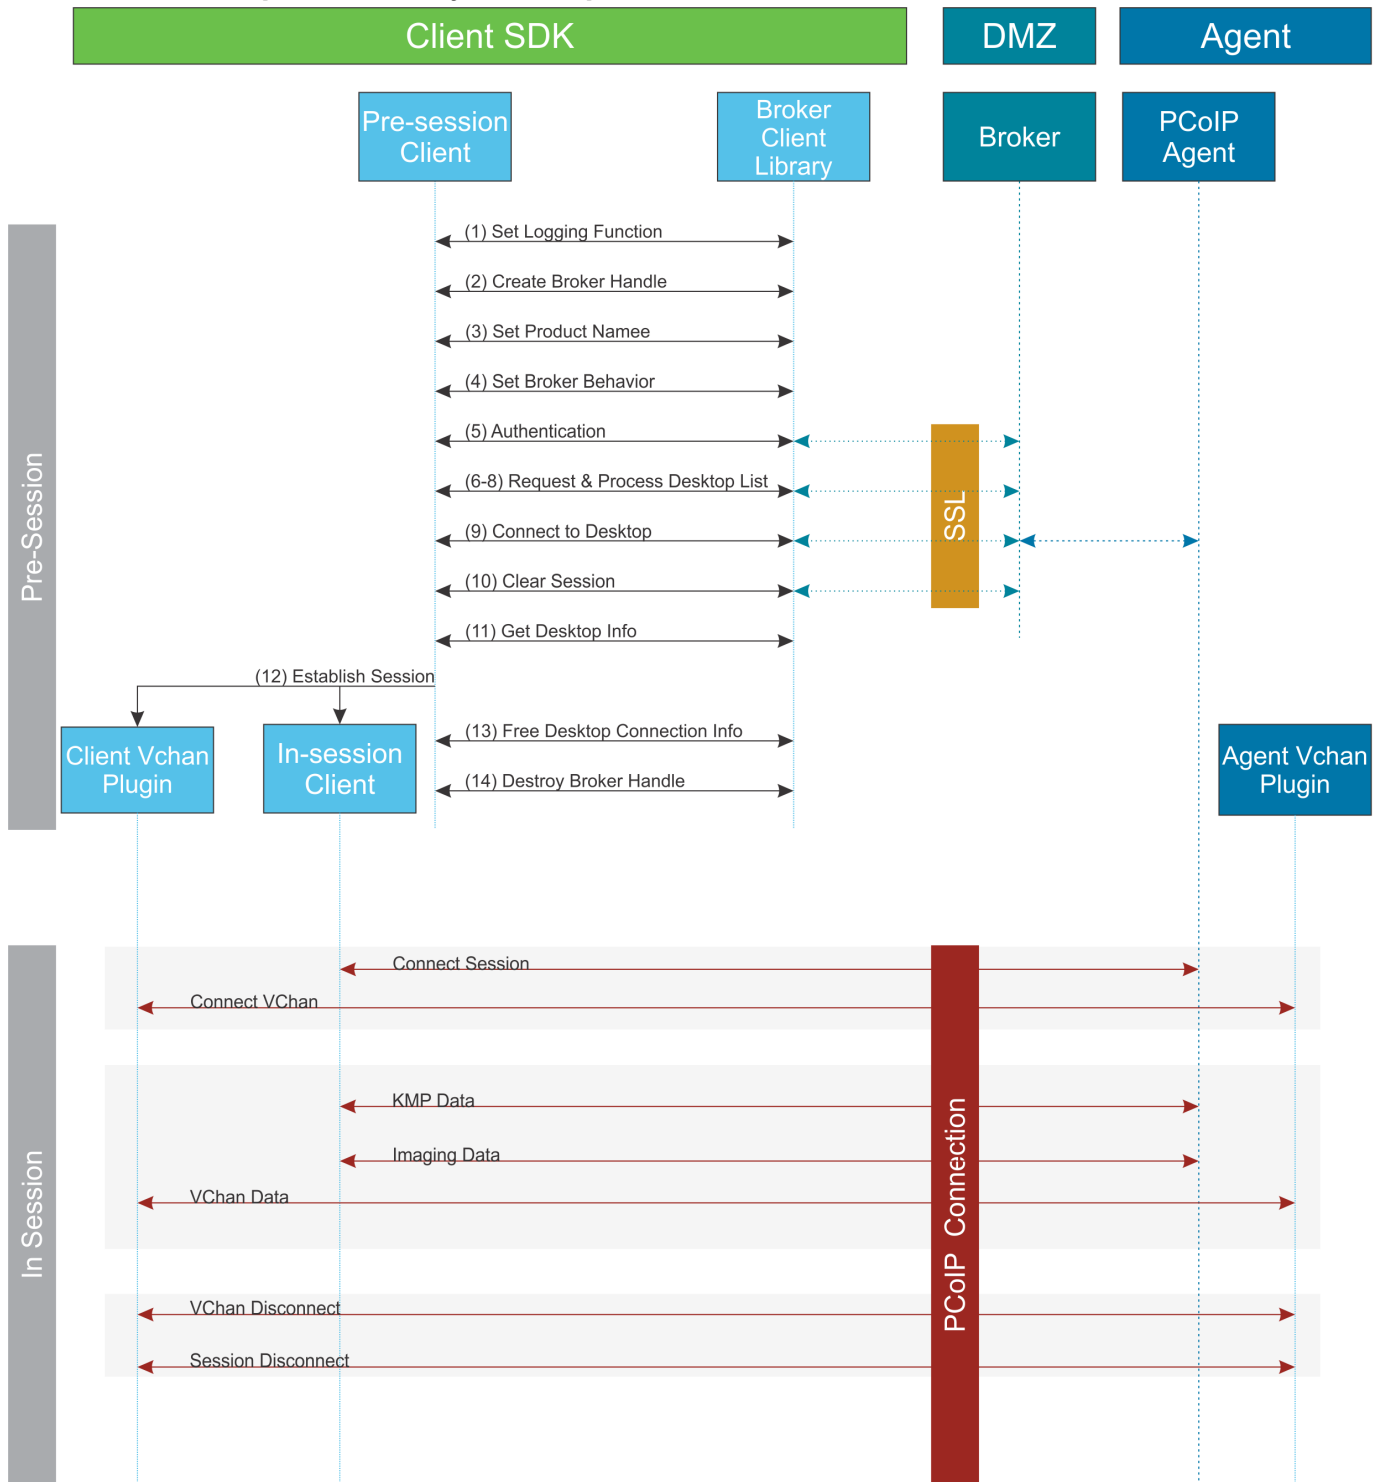 Client SDK
DMZ
Agent
Pre-session
Client
Broker
Client
Library
Broker
PCoIP
Agent
Pre-Session
(1) Set Logging Function
(2) Create Broker Handle
(3) Set Product Namee
(4) Set Broker Behavior
(5) Authentication
(6-8) Request & Process Desktop List
(9) Connect to Desktop
(10) Clear Session
(11) Get Desktop Info
SSL
(12) Establish Session
Client Vchan
Plugin
In-session
Client
(13) Free Desktop Connection Info
(14) Destroy Broker Handle
Agent Vchan
Plugin
In Session
Connect Session
Connect VChan
KMP Data
Imaging Data
VChan Data
VChan Disconnect
Session Disconnect
PCoIP Connection